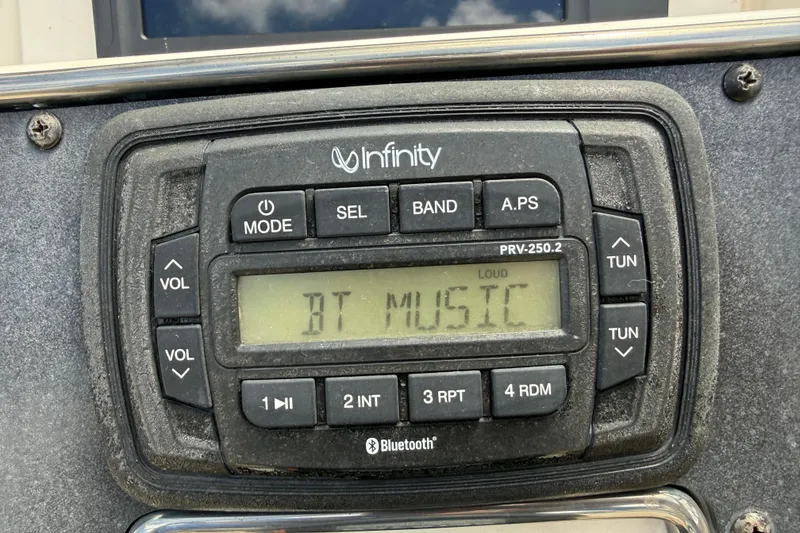 Infinity
MODE SEL BAND A.PS
PRV-250.2
VOL TUN
LOUD
BT MUSIC
VOL TUN
1 2 INT 3 RPT 4 RDM
Bluetooth®